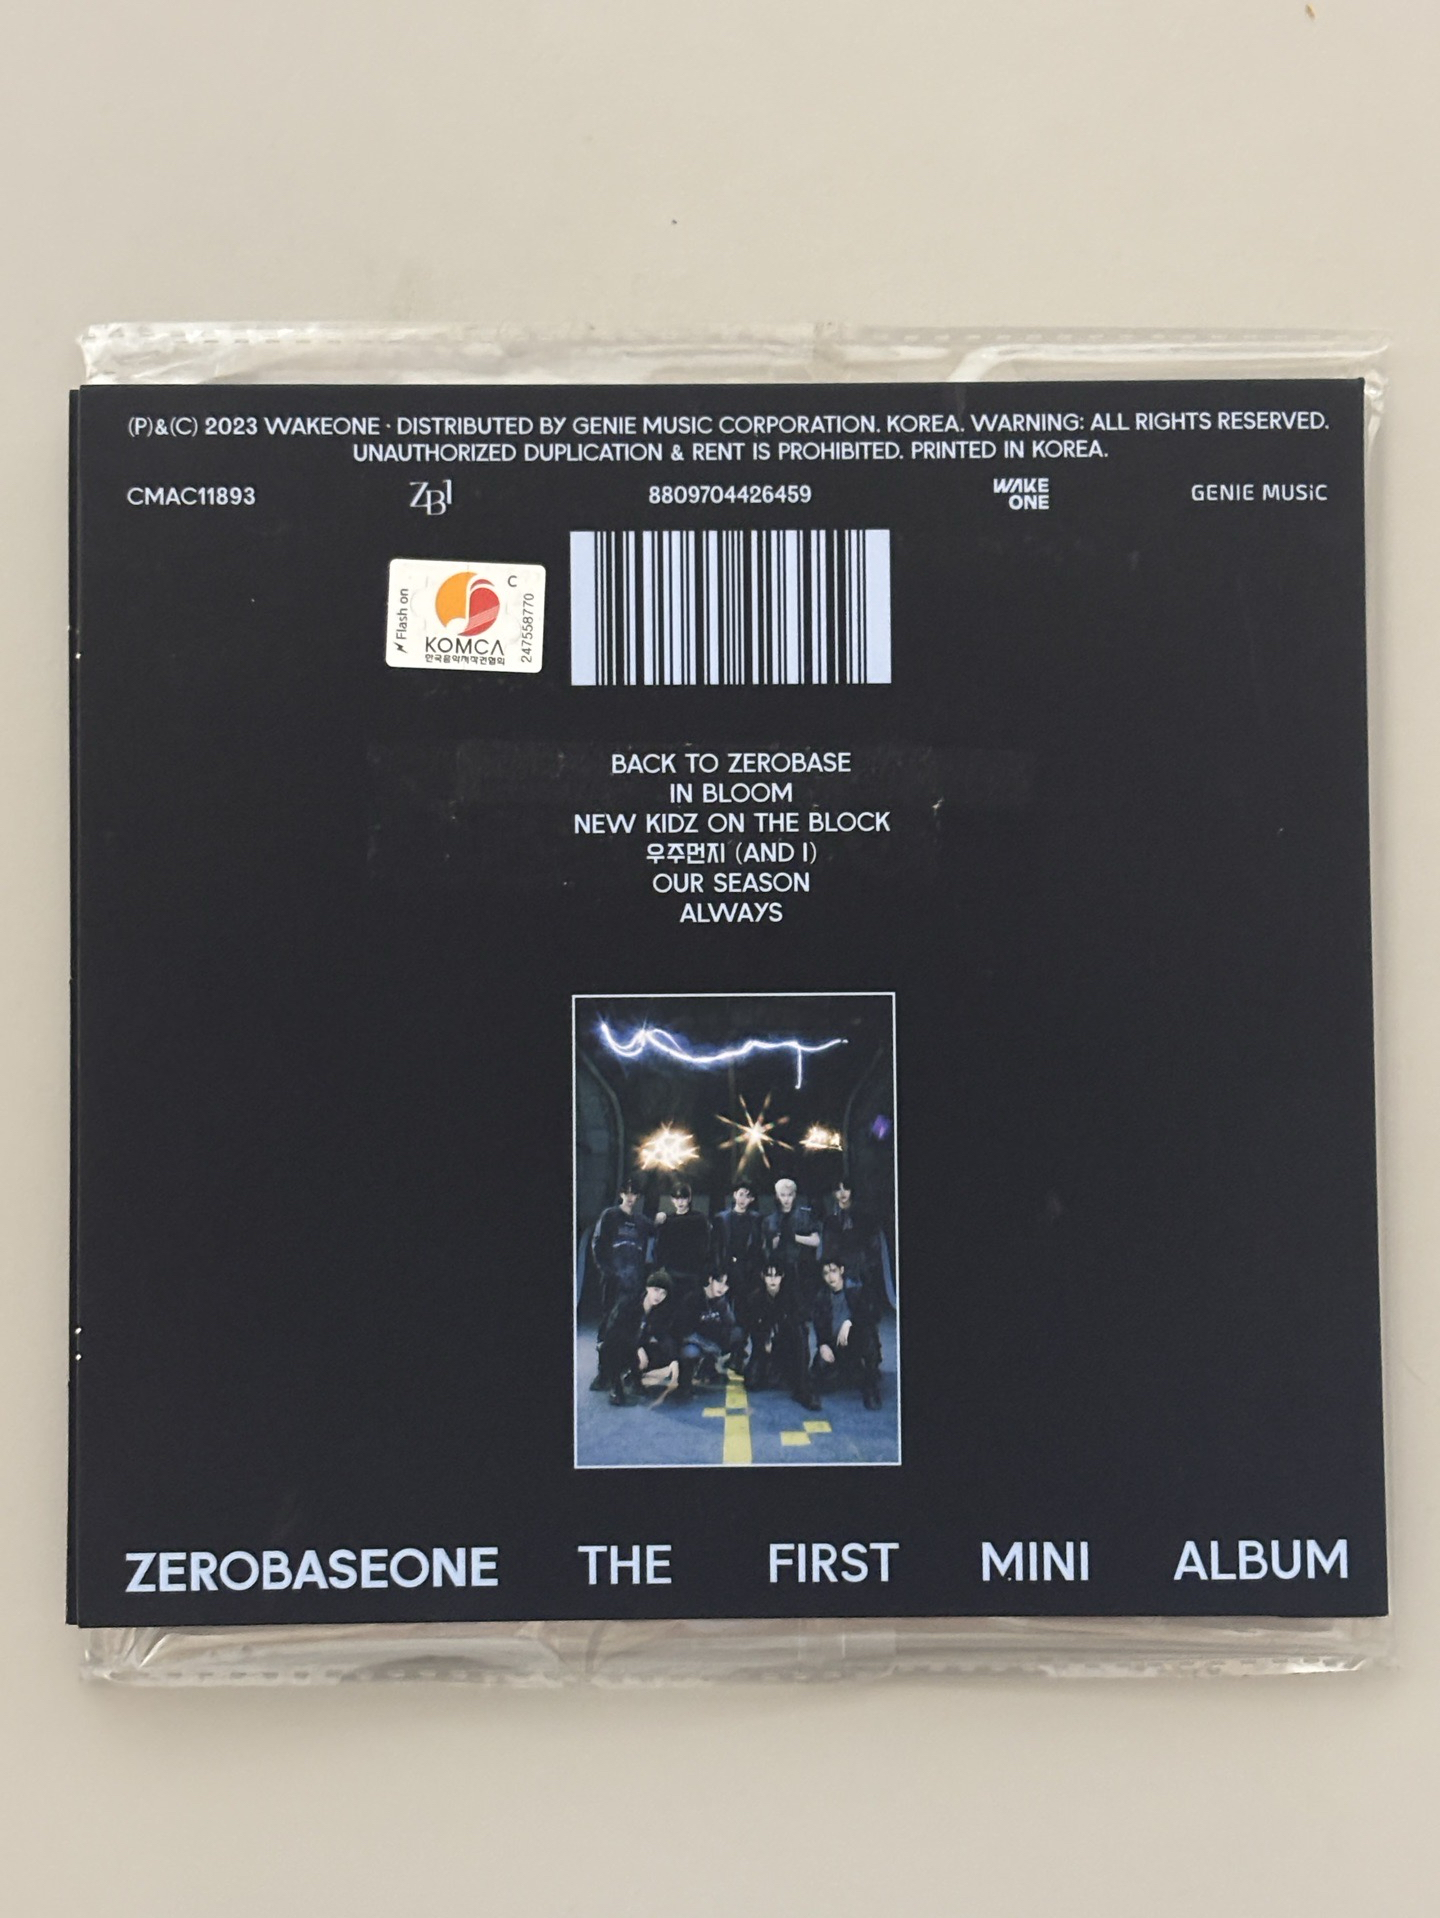 (P)&(C) 2023 WAKEONE · DISTRIBUTED BY GENIE MUSIC CORPORATION. KOREA. WARNING: ALL RIGHTS RESERVED.
UNAUTHORIZED DUPLICATION & RENT IS PROHIBITED. PRINTED IN KOREA.
CMAC11893
ZB1
8809704426459
WAKE
ONE
GENIE MUSiC
Flash on
C
KOMCA
한국음악저작권협회
247558770
BACK TO ZEROBASE
IN BLOOM
NEW KIDZ ON THE BLOCK
우주먼지 (AND I)
OUR SEASON
ALWAYS
ZEROBASEONE THE FIRST MINI ALBUM